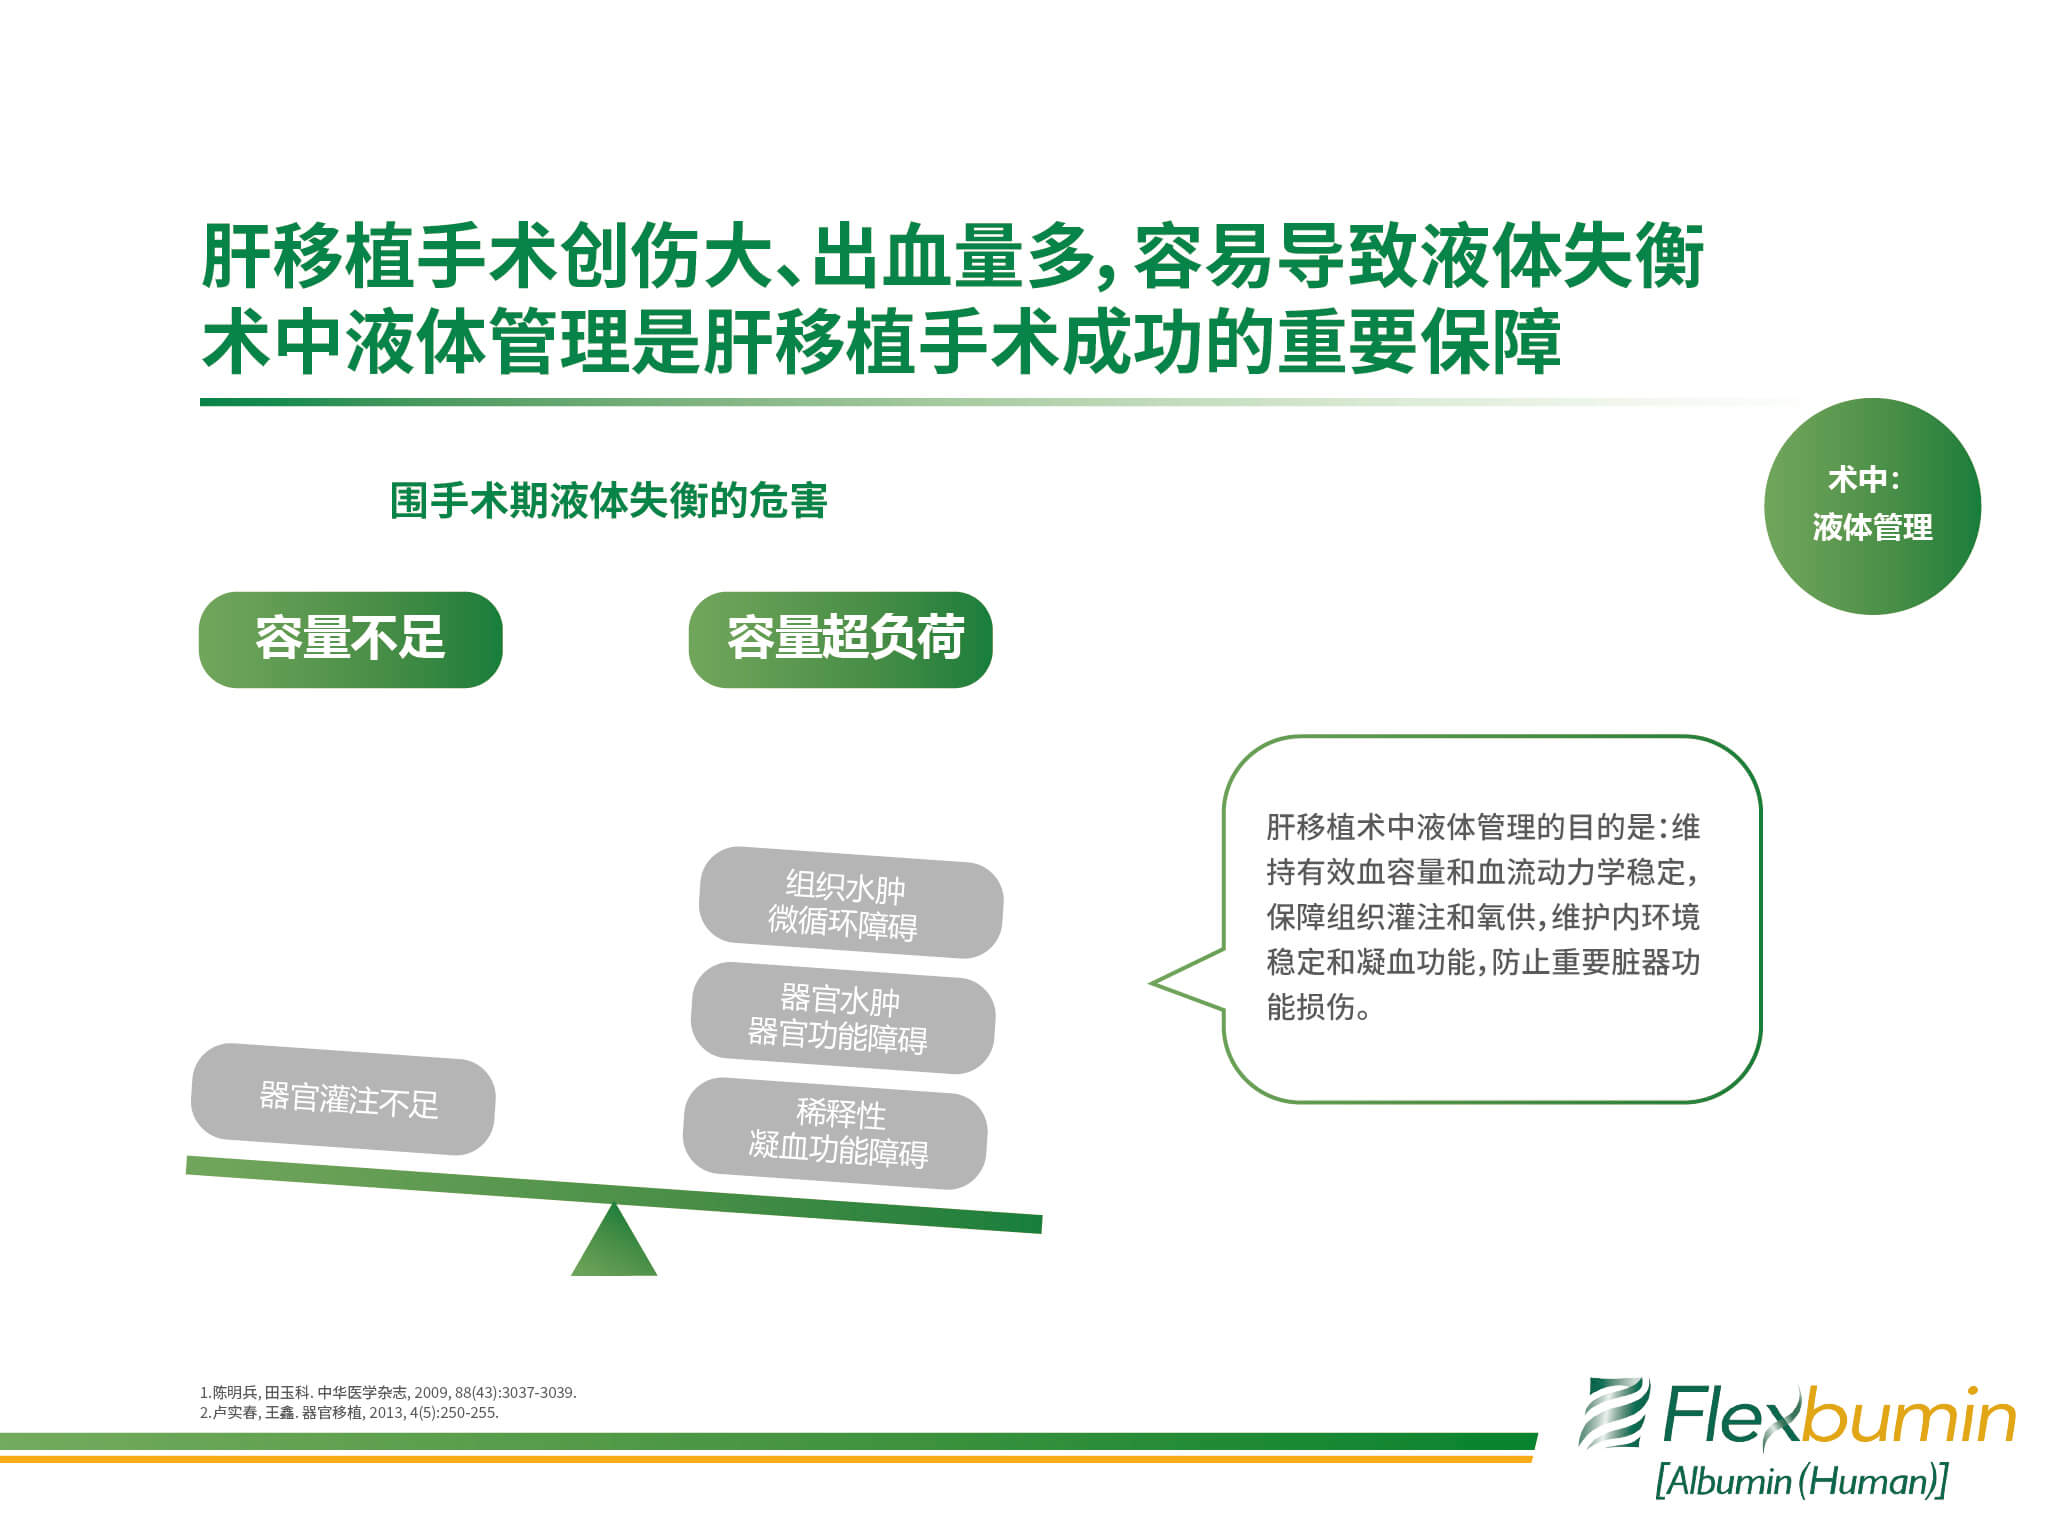 肝移植手术创伤大、出血量多，容易导致液体失衡
术中液体管理是肝移植手术成功的重要保障
术中：
液体管理
围手术期液体失衡的危害
容量不足
容量超负荷
组织水肿
微循环障碍
器官水肿
器官功能障碍
器官灌注不足
稀释性
凝血功能障碍
肝移植术中液体管理的目的是：维
持有效血容量和血流动力学稳定，
保障组织灌注和氧供，维护内环境
稳定和凝血功能，防止重要脏器功
能损伤。
1.陈明兵, 田玉科. 中华医学杂志, 2009, 88(43):3037-3039.
2.卢实春, 王鑫. 器官移植, 2013, 4(5):250-255.
Flexbumin
[Albumin (Human)]